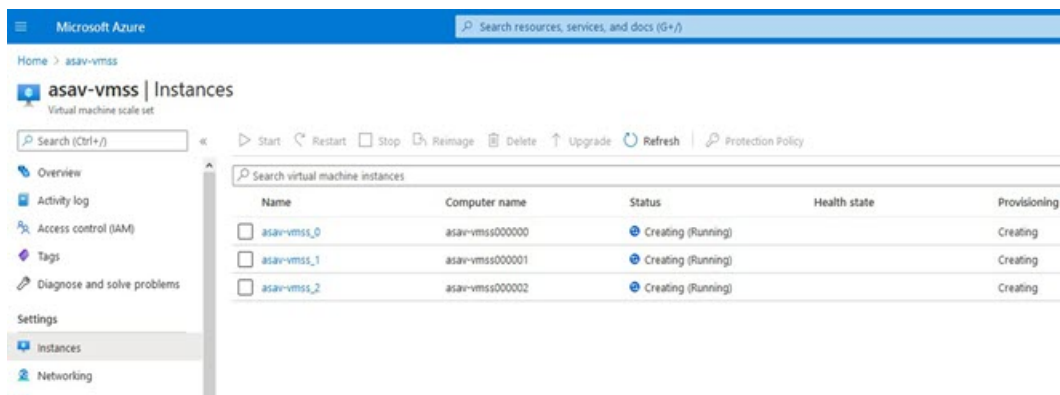 Microsoft Azure
Search resources, services, and docs (G+/)
Home > asav-vmss
asav-vmss | Instances
Virtual machine scale set
Search (Ctrl+/)
«
Start Restart Stop Reimage Delete Upgrade Refresh Protection Policy
Overview
Activity log
Access control (IAM)
Tags
Diagnose and solve problems
Settings
Instances
Networking
Search virtual machine instances
Name Computer name Status Health state Provisioning
asav-vmss_0 asav-vmss000000 Creating (Running) Creating
asav-vmss_1 asav-vmss000001 Creating (Running) Creating
asav-vmss_2 asav-vmss000002 Creating (Running) Creating